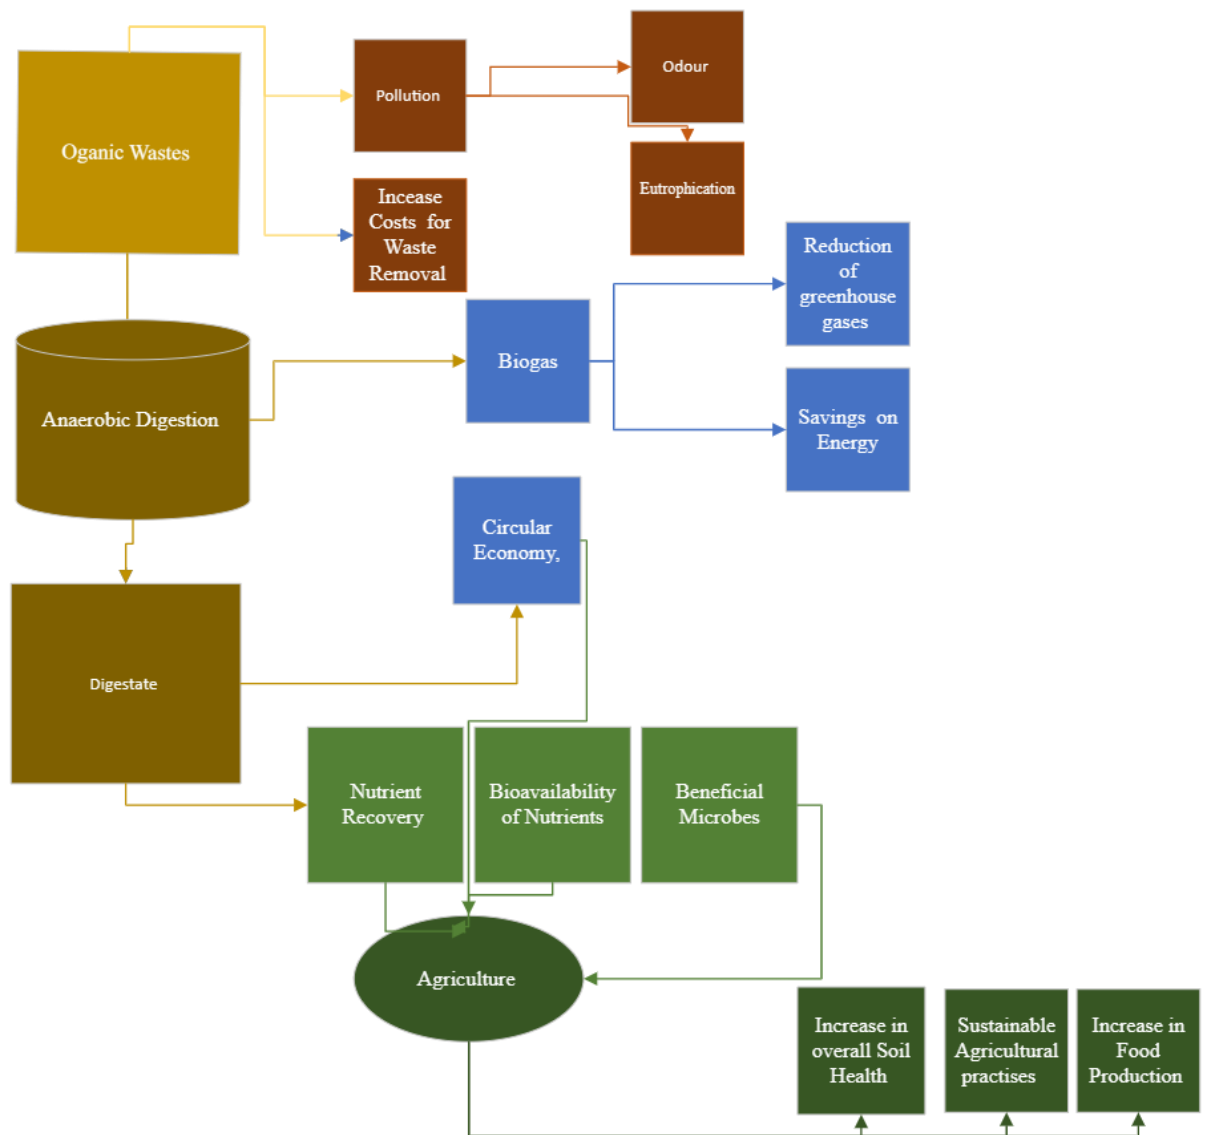 Oganic Wastes
Pollution
Odour
Eutrophication
Incease
Costs for
Waste
Removal
Reduction
of
greenhouse
gases
Biogas
Savings on
Energy
Anaerobic Digestion
Circular
Economy,
Digestate
Nutrient
Recovery
Bioavailability
of Nutrients
Beneficial
Microbes
Agriculture
Increase in
overall Soil
Health
Sustainable
Agricultural
practises
Increase in
Food
Production